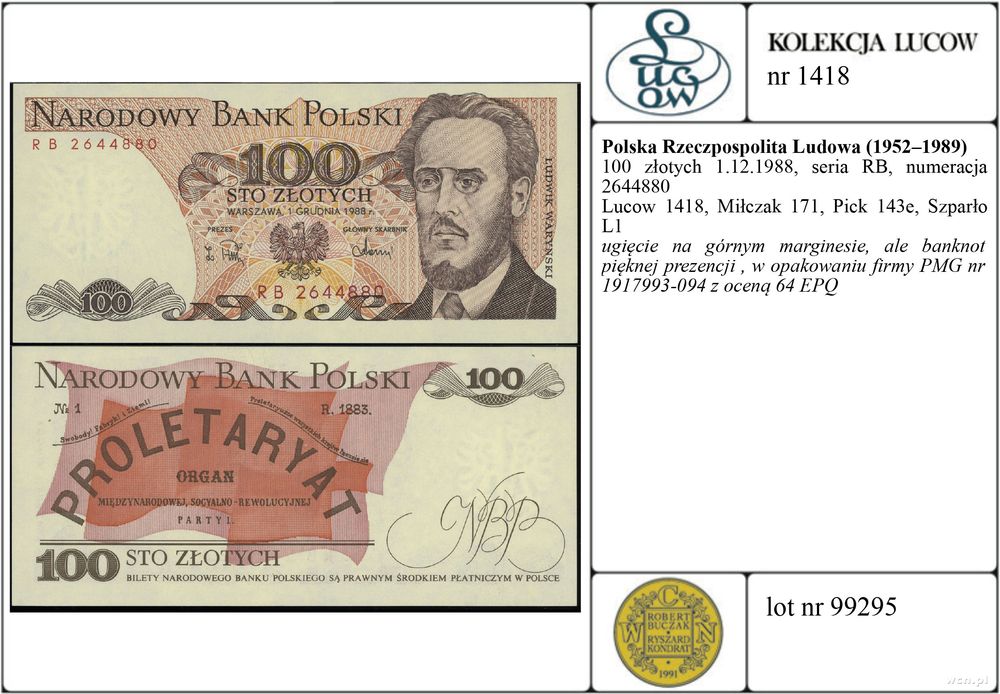 NARODOWY BANK POLSKI
RB 2644880
100
STO ZŁOTYCH
WARSZAWA, 1 GRUDNIA 1988 r.
PREZES
GŁÓWNY SKARBNIK
RB 2644880
100
LUDWIK WARYŃSKI
NARODOWY BANK POLSKI
100
№ 1
R. 1883.
Swobody! Fabryki i Ziemi!
Proletaryusze wszystkich krajów łączcie się
PROLETARYAT
ORGAN
MIĘDZYNARODOWEJ, SOCYALNO-REWOLUCYJNEJ
PARTYI.
NBP
100 STO ZŁOTYCH
BILETY NARODOWEGO BANKU POLSKIEGO SĄ PRAWNYM ŚRODKIEM PŁATNICZYM W POLSCE
Lucow
KOLEKCJA LUCOW
nr 1418
Polska Rzeczpospolita Ludowa (1952–1989)
100 złotych 1.12.1988, seria RB, numeracja
2644880
Lucow 1418, Miłczak 171, Pick 143e, Szparło
L1
ugięcie na górnym marginesie, ale banknot
pięknej prezencji , w opakowaniu firmy PMG nr
1917993-094 z oceną 64 EPQ
WCN
ROBERT
BUCZAK
RYSZARD
KONDRAT
1991
lot nr 99295
wcn.pl